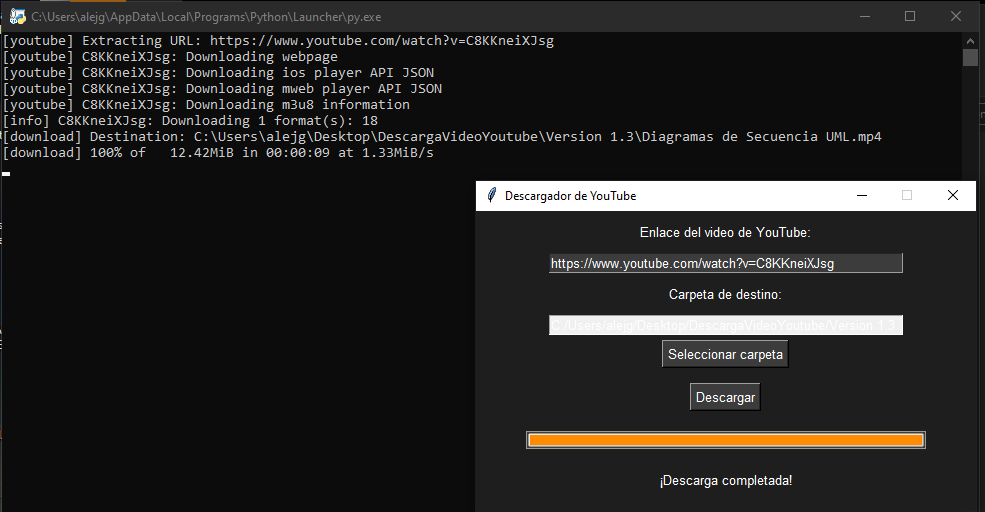 C:\Users\alejg\AppData\Local\Programs\Python\Launcher\py.exe
[youtube] Extracting URL: https://www.youtube.com/watch?v=C8KKneiXJsg
[youtube] C8KKneiXJsg: Downloading webpage
[youtube] C8KKneiXJsg: Downloading ios player API JSON
[youtube] C8KKneiXJsg: Downloading mweb player API JSON
[youtube] C8KKneiXJsg: Downloading m3u8 information
[info] C8KKneiXJsg: Downloading 1 format(s): 18
[download] Destination: C:\Users\alejg\Desktop\DescargaVideoYoutube\Version 1.3\Diagramas de Secuencia UML.mp4
[download] 100% of   12.42MiB in 00:00:09 at 1.33MiB/s
Descargador de YouTube
Enlace del video de YouTube:
https://www.youtube.com/watch?v=C8KKneiXJsg
Carpeta de destino:
C:/Users/alejg/Desktop/DescargaVideoYoutube/Version 1.3
Seleccionar carpeta
Descargar
¡Descarga completada!